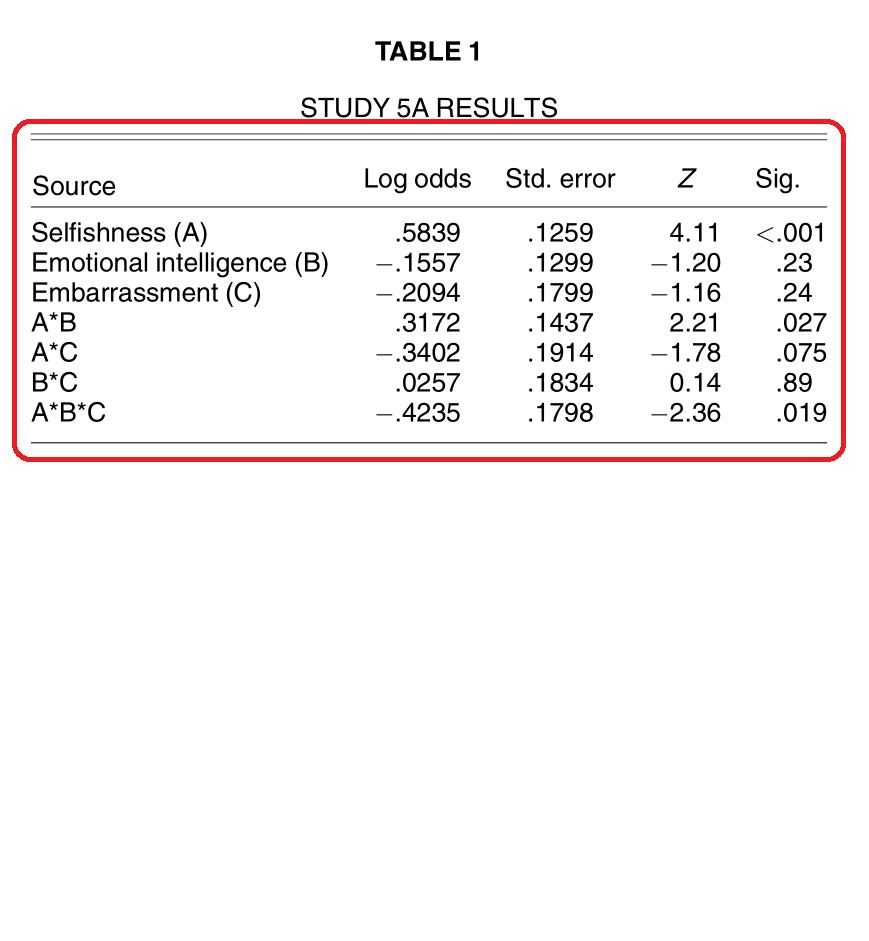 TABLE 1
STUDY 5A RESULTS
Source Log odds Std. error Z Sig.
Selfishness (A) .5839 .1259 4.11 <.001
Emotional intelligence (B) −.1557 .1299 −1.20 .23
Embarrassment (C) −.2094 .1799 −1.16 .24
A*B .3172 .1437 2.21 .027
A*C −.3402 .1914 −1.78 .075
B*C .0257 .1834 0.14 .89
A*B*C −.4235 .1798 −2.36 .019